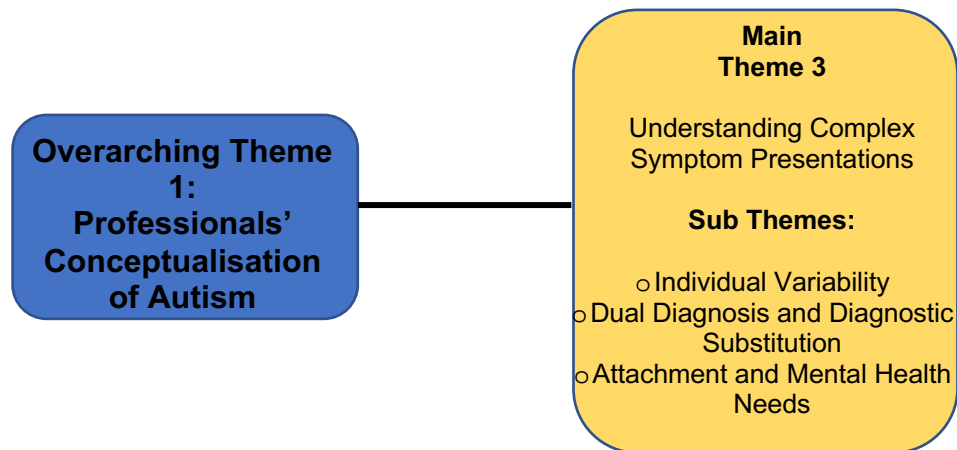 Overarching Theme
1:
Professionals’
Conceptualisation
of Autism
Main
Theme 3
Understanding Complex
Symptom Presentations
Sub Themes:
o Individual Variability
o Dual Diagnosis and Diagnostic
Substitution
o Attachment and Mental Health
Needs